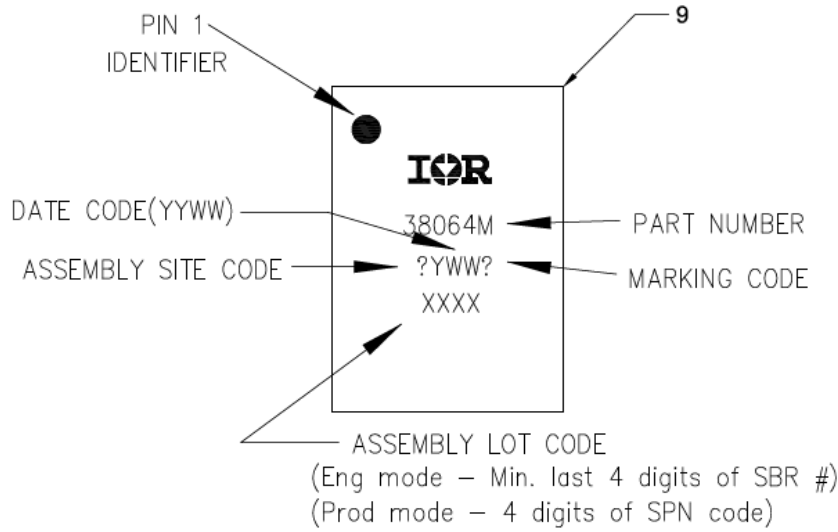 PIN 1
IDENTIFIER
9
IOR
DATE CODE(YYWW)
38064M
PART NUMBER
ASSEMBLY SITE CODE
?YWW?
MARKING CODE
XXXX
ASSEMBLY LOT CODE
(Eng mode – Min. last 4 digits of SBR #)
(Prod mode – 4 digits of SPN code)